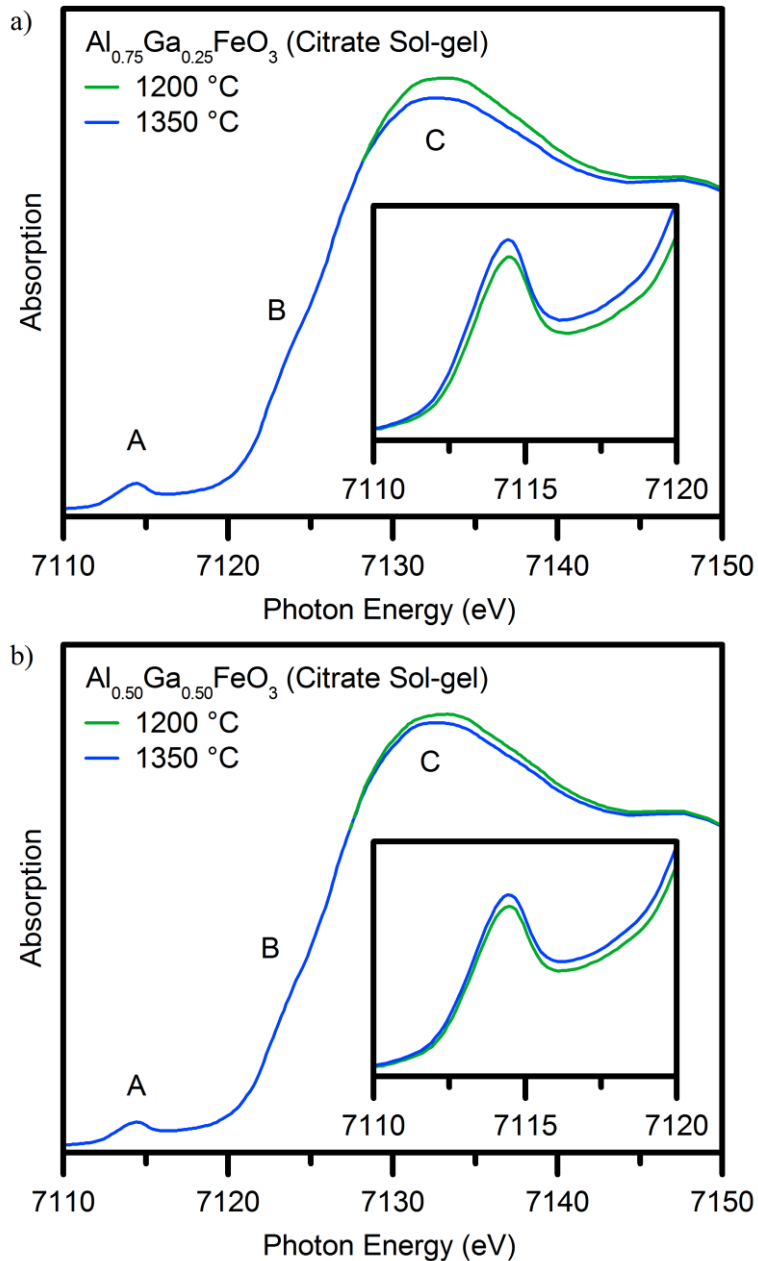 a)
Al0.75Ga0.25FeO3 (Citrate Sol-gel)
1200 °C
1350 °C
C
B
A
7110 7115 7120
7110 7120 7130 7140 7150
Photon Energy (eV)
Absorption
b)
Al0.50Ga0.50FeO3 (Citrate Sol-gel)
1200 °C
1350 °C
C
B
A
7110 7115 7120
7110 7120 7130 7140 7150
Photon Energy (eV)
Absorption